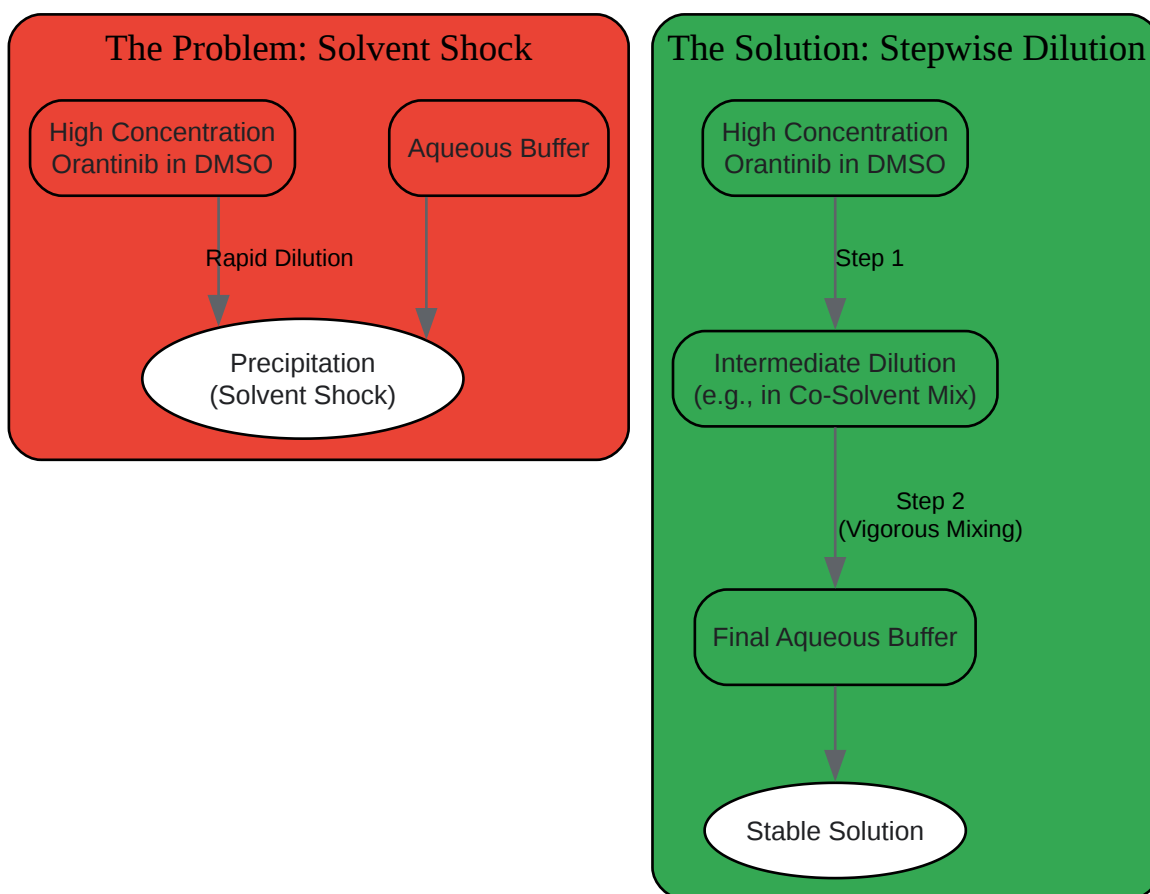 The Problem: Solvent Shock
High Concentration
Orantinib in DMSO
Aqueous Buffer
Rapid Dilution
Precipitation
(Solvent Shock)
The Solution: Stepwise Dilution
High Concentration
Orantinib in DMSO
Step 1
Intermediate Dilution
(e.g., in Co-Solvent Mix)
Step 2
(Vigorous Mixing)
Final Aqueous Buffer
Stable Solution